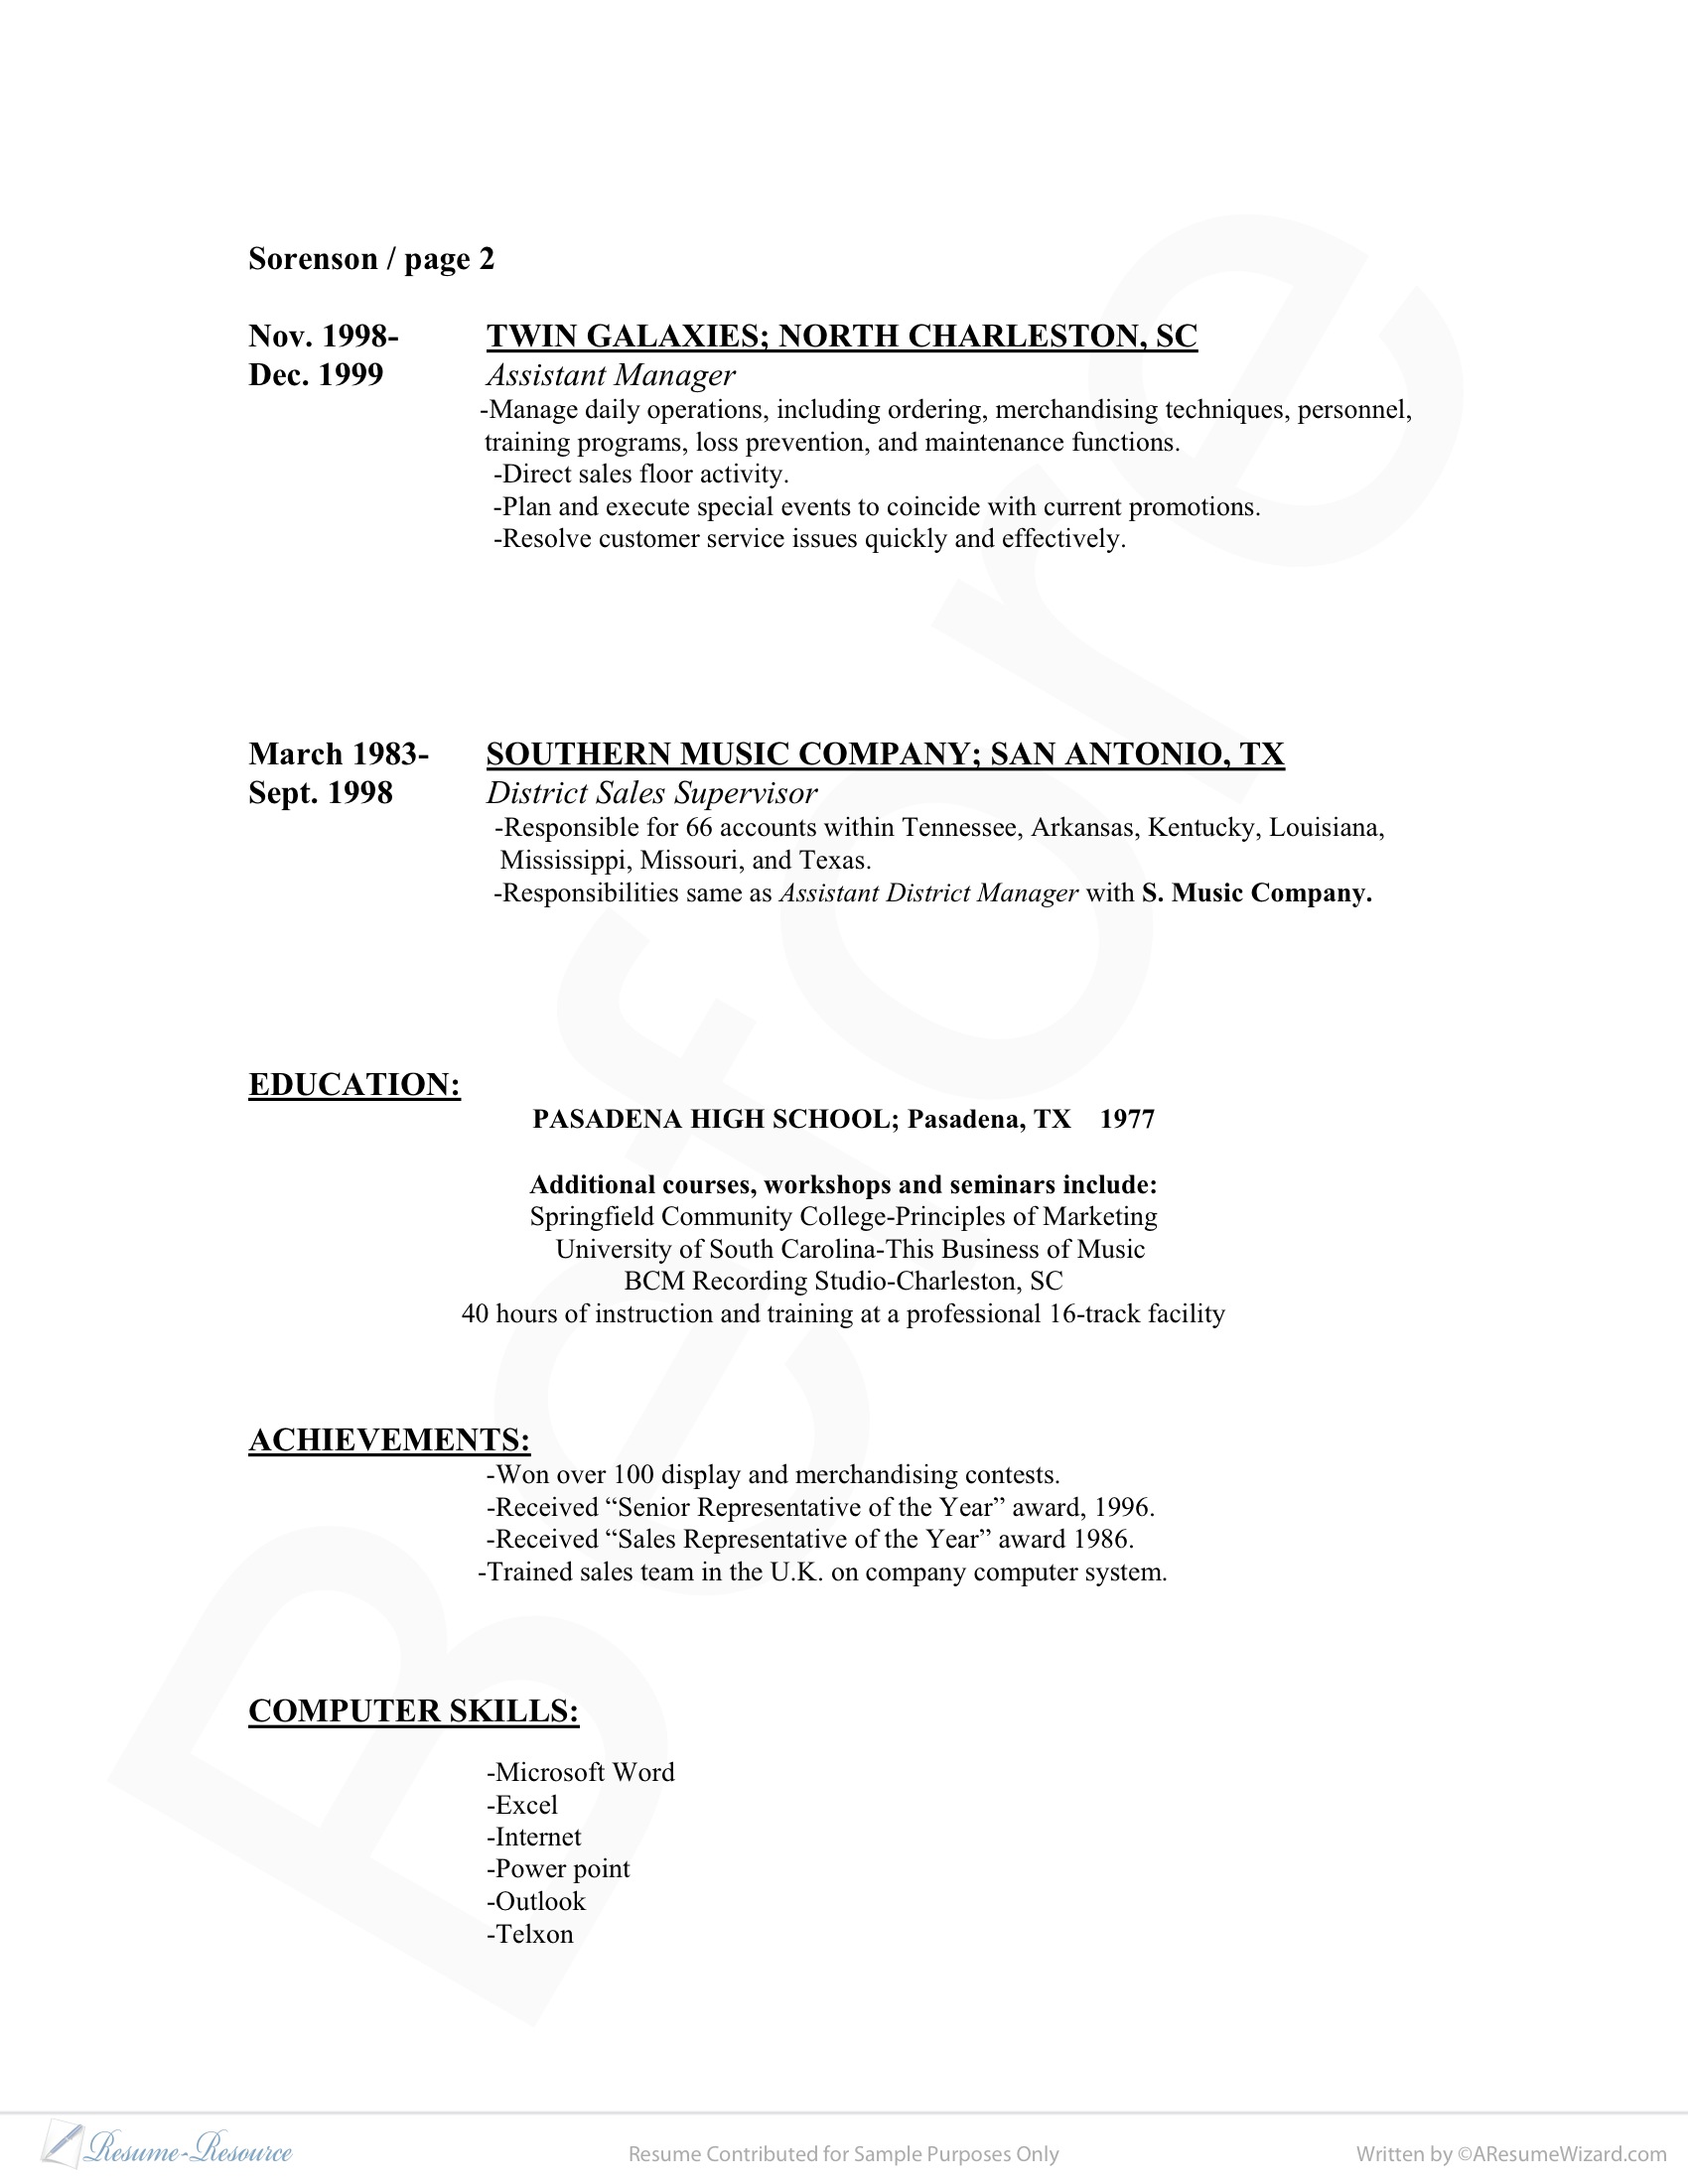 Sorenson / page 2
Nov. 1998- TWIN GALAXIES; NORTH CHARLESTON, SC
Dec. 1999 Assistant Manager
-Manage daily operations, including ordering, merchandising techniques, personnel,
training programs, loss prevention, and maintenance functions.
-Direct sales floor activity.
-Plan and execute special events to coincide with current promotions.
-Resolve customer service issues quickly and effectively.
March 1983- SOUTHERN MUSIC COMPANY; SAN ANTONIO, TX
Sept. 1998 District Sales Supervisor
-Responsible for 66 accounts within Tennessee, Arkansas, Kentucky, Louisiana,
Mississippi, Missouri, and Texas.
-Responsibilities same as Assistant District Manager with S. Music Company.
EDUCATION:
PASADENA HIGH SCHOOL; Pasadena, TX 1977
Additional courses, workshops and seminars include:
Springfield Community College-Principles of Marketing
University of South Carolina-This Business of Music
BCM Recording Studio-Charleston, SC
40 hours of instruction and training at a professional 16-track facility
ACHIEVEMENTS:
-Won over 100 display and merchandising contests.
-Received “Senior Representative of the Year” award, 1996.
-Received “Sales Representative of the Year” award 1986.
-Trained sales team in the U.K. on company computer system.
COMPUTER SKILLS:
-Microsoft Word
-Excel
-Internet
-Power point
-Outlook
-Telxon
Before
Resume-Resource Resume Contributed for Sample Purposes Only Written by ©AResumeWizard.com